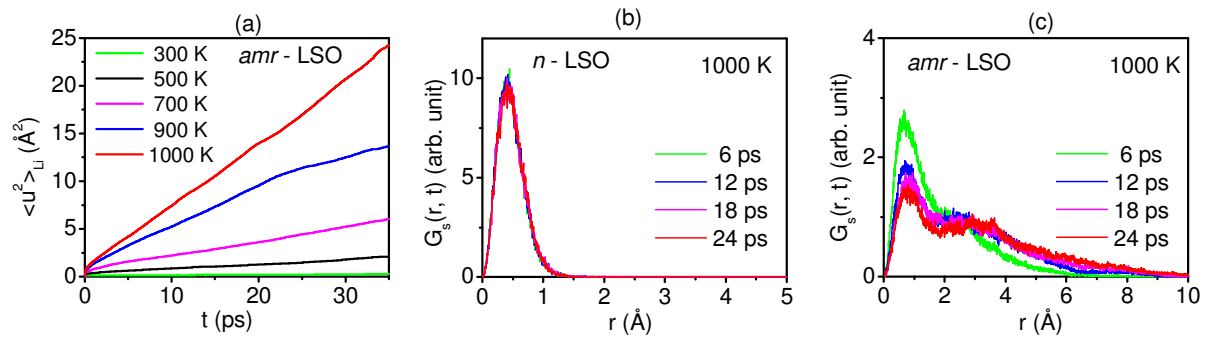 (a)
amr - LSO
300 K
500 K
700 K
900 K
1000 K
<u²>Li (Å²)
0
5
10
15
20
25
0
10
20
30
t (ps)
(b)
n - LSO
1000 K
6 ps
12 ps
18 ps
24 ps
Gs(r, t) (arb. unit)
0
5
10
0
1
2
3
4
5
r (Å)
(c)
amr - LSO
1000 K
6 ps
12 ps
18 ps
24 ps
Gs(r, t) (arb. unit)
0
2
4
0
2
4
6
8
10
r (Å)